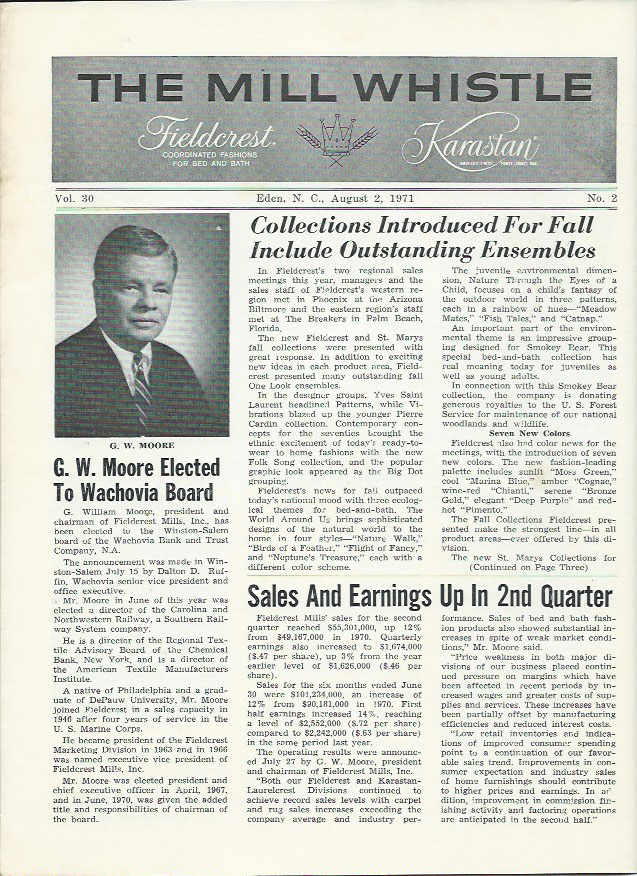 THE MILL WHISTLE
Fieldcrest.
COORDINATED FASHIONS
FOR BED AND BATH
Karastan
Vol. 30
Eden, N. C., August 2, 1971
No. 2
G. W. MOORE
G. W. Moore Elected
To Wachovia Board
G. William Moore, president and
chairman of Fieldcrest Mills, Inc., has
been elected to the Winston-Salem
board of the Wachovia Bank and Trust
Company, N.A.
The announcement was made in Win-
ston-Salem July 15 by Dalton D. Ruf-
fin, Wachovia senior vice president and
office executive.
Mr. Moore in June of this year was
elected a director of the Carolina and
Northwestern Railway, a Southern Rail-
way System company.
He is a director of the Regional Tex-
tile Advisory Board of the Chemical
Bank, New York, and is a director of
the American Textile Manufacturers
Institute.
A native of Philadelphia and a grad-
uate of DePauw University, Mr. Moore
joined Fieldcrest in a sales capacity in
1946 after four years of service in the
U. S. Marine Corps.
He became president of the Fieldcrest
Marketing Division in 1963 and in 1966
was named executive vice president of
Fieldcrest Mills, Inc.
Mr. Moore was elected president and
chief executive officer in April, 1967,
and in June, 1970, was given the added
title and responsibilities of chairman of
the board.
Collections Introduced For Fall
Include Outstanding Ensembles
In Fieldcrest's two regional sales
meetings this year, managers and the
sales staff of Fieldcrest's western re-
gion met in Phoenix at the Arizona
Biltmore and the eastern region's staff
met at The Breakers in Palm Beach,
Florida.
The new Fieldcrest and St. Marys
fall collections were presented with
great response. In addition to exciting
new ideas in each product area, Field-
crest presented many outstanding fall
One Look ensembles.
In the designer groups, Yves Saint
Laurent headlined Patterns, while Vi-
brations blazed up the younger Pierre
Cardin collection. Contemporary con-
cepts for the seventies brought the
ethnic excitement of today's ready-to-
wear to home fashions with the new
Folk Song collection, and the popular
graphic look appeared as the Big Dot
grouping.
Fieldcrest's news for fall outpaced
today's national mood with three ecolog-
ical themes for bed-and-bath. The
World Around Us brings sophisticated
designs of the natural world to the
home in four styles—"Nature Walk,"
"Birds of a Feather," "Flight of Fancy,"
and "Neptune's Treasure," each with a
different color scheme.
The juvenile environmental dimen-
sion, Nature Through the Eyes of a
Child, focuses on a child's fantasy of
the outdoor world in three patterns,
each in a rainbow of hues—"Meadow
Mates," "Fish Tales," and "Catnap."
An important part of the environ-
mental theme is an impressive group-
ing designed for Smokey Bear. This
special bed-and-bath collection has
real meaning today for juveniles as
well as young adults.
In connection with this Smokey Bear
collection, the company is donating
generous royalties to the U. S. Forest
Service for maintenance of our national
woodlands and wildlife.
Seven New Colors
Fieldcrest also had color news for the
meetings, with the introduction of seven
new colors. The new fashion-leading
palette includes sunlit "Moss Green,"
cool "Marina Blue," amber "Cognac,"
wine-red "Chianti," serene "Bronze
Gold," elegant "Deep Purple" and red-
hot "Pimento."
The Fall Collections Fieldcrest pre-
sented make the strongest line—in all
product areas—ever offered by this di-
vision.
The new St. Marys Collections for
(Continued on Page Three)
Sales And Earnings Up In 2nd Quarter
Fieldcrest Mills' sales for the second
quarter reached $55,301,000, up 12%
from $49,167,000 in 1970. Quarterly
earnings also increased to $1,674,000
($.47 per share), up 3% from the year
earlier level of $1,626,000 ($.46 per
share).
Sales for the six months ended June
30 were $101,234,000, an increase of
12% from $90,181,000 in 1970. First
half earnings increased 14%, reaching
a level of $2,552,000 ($.72 per share)
compared to $2,242,000 ($.63 per share)
in the same period last year.
The operating results were announc-
ed July 27 by G. W. Moore, president
and chairman of Fieldcrest Mills, Inc.
"Both our Fieldcrest and Karastan-
Laurelcrest Divisions continued to
achieve record sales levels with carpet
and rug sales increases exceeding the
company average and industry per-
formance. Sales of bed and bath fash-
ion products also showed substantial in-
creases in spite of weak market condi-
tions," Mr. Moore said.
"Price weakness in both major di-
visions of our business placed contin-
ued pressure on margins which have
been affected in recent periods by in-
creased wages and greater costs of sup-
plies and services. These increases have
been partially offset by manufacturing
efficiencies and reduced interest costs.
"Low retail inventories and indica-
tions of improved consumer spending
point to a continuation of our favor-
able sales trend. Improvements in con-
sumer expectation and industry sales
of home furnishings should contribute
to higher prices and earnings. In ad-
dition, improvement in commission fin-
ishing activity and factoring operations
are anticipated in the second half."